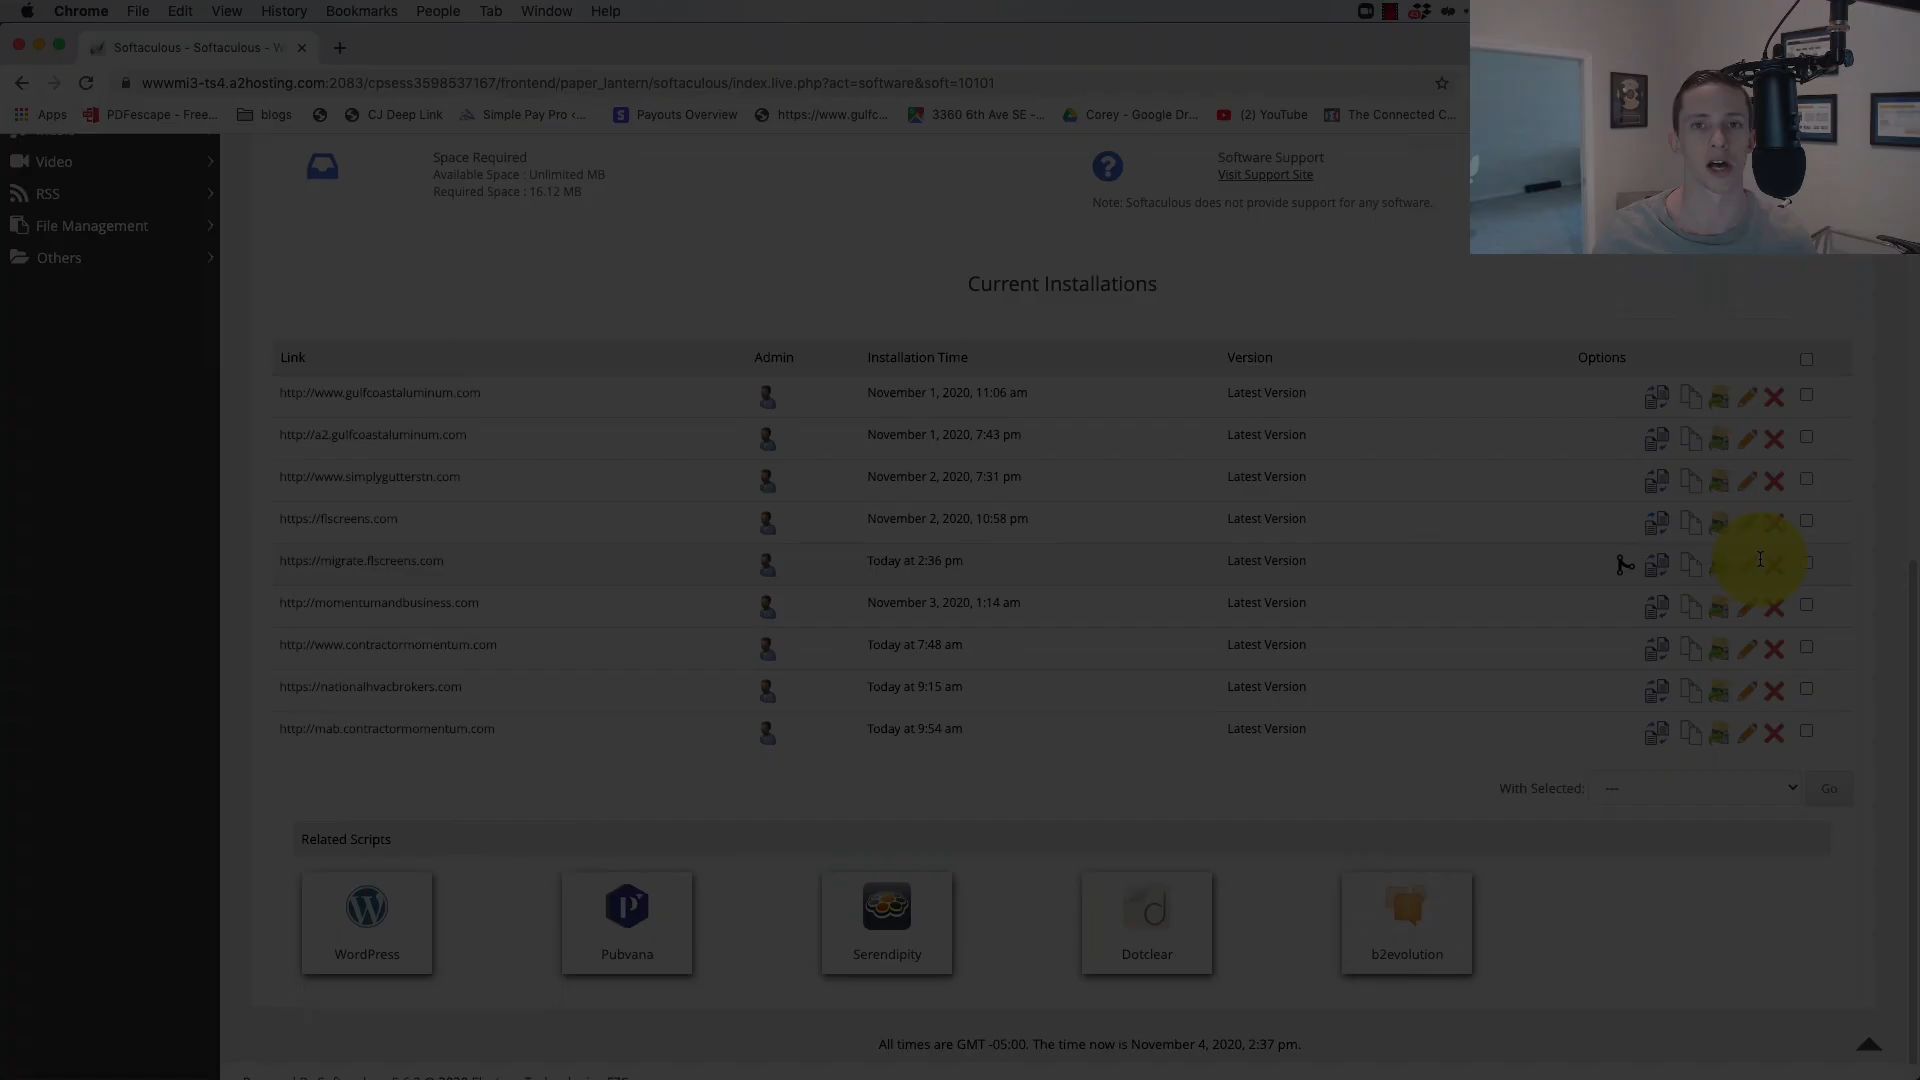 Chrome File Edit View History Bookmarks People Tab Window Help
Softaculous - Softaculous - W
wwwmi3-ts4.a2hosting.com:2083/cpsess3598537167/frontend/paper_lantern/softaculous/index.live.php?act=software&soft=10101
Apps PDFescape - Free... blogs CJ Deep Link Simple Pay Pro <... Payouts Overview https://www.gulfc... 3360 6th Ave SE -... Corey - Google Dr... (2) YouTube The Connected C...
Video
RSS
File Management
Others
Space Required
Available Space : Unlimited MB
Required Space : 16.12 MB
Software Support
Visit Support Site
Note: Softaculous does not provide support for any software.
Current Installations
Link Admin Installation Time Version Options
http://www.gulfcoastaluminum.com November 1, 2020, 11:06 am Latest Version
http://a2.gulfcoastaluminum.com November 1, 2020, 7:43 pm Latest Version
http://www.simplygutterstn.com November 2, 2020, 7:31 pm Latest Version
https://flscreens.com November 2, 2020, 10:58 pm Latest Version
https://migrate.flscreens.com Today at 2:36 pm Latest Version
http://momentumandbusiness.com November 3, 2020, 1:14 am Latest Version
http://www.contractormomentum.com Today at 7:48 am Latest Version
https://nationalhvacbrokers.com Today at 9:15 am Latest Version
http://mab.contractormomentum.com Today at 9:54 am Latest Version
With Selected: --- Go
Related Scripts
WordPress Pubvana Serendipity Dotclear b2evolution
All times are GMT -05:00. The time now is November 4, 2020, 2:37 pm.